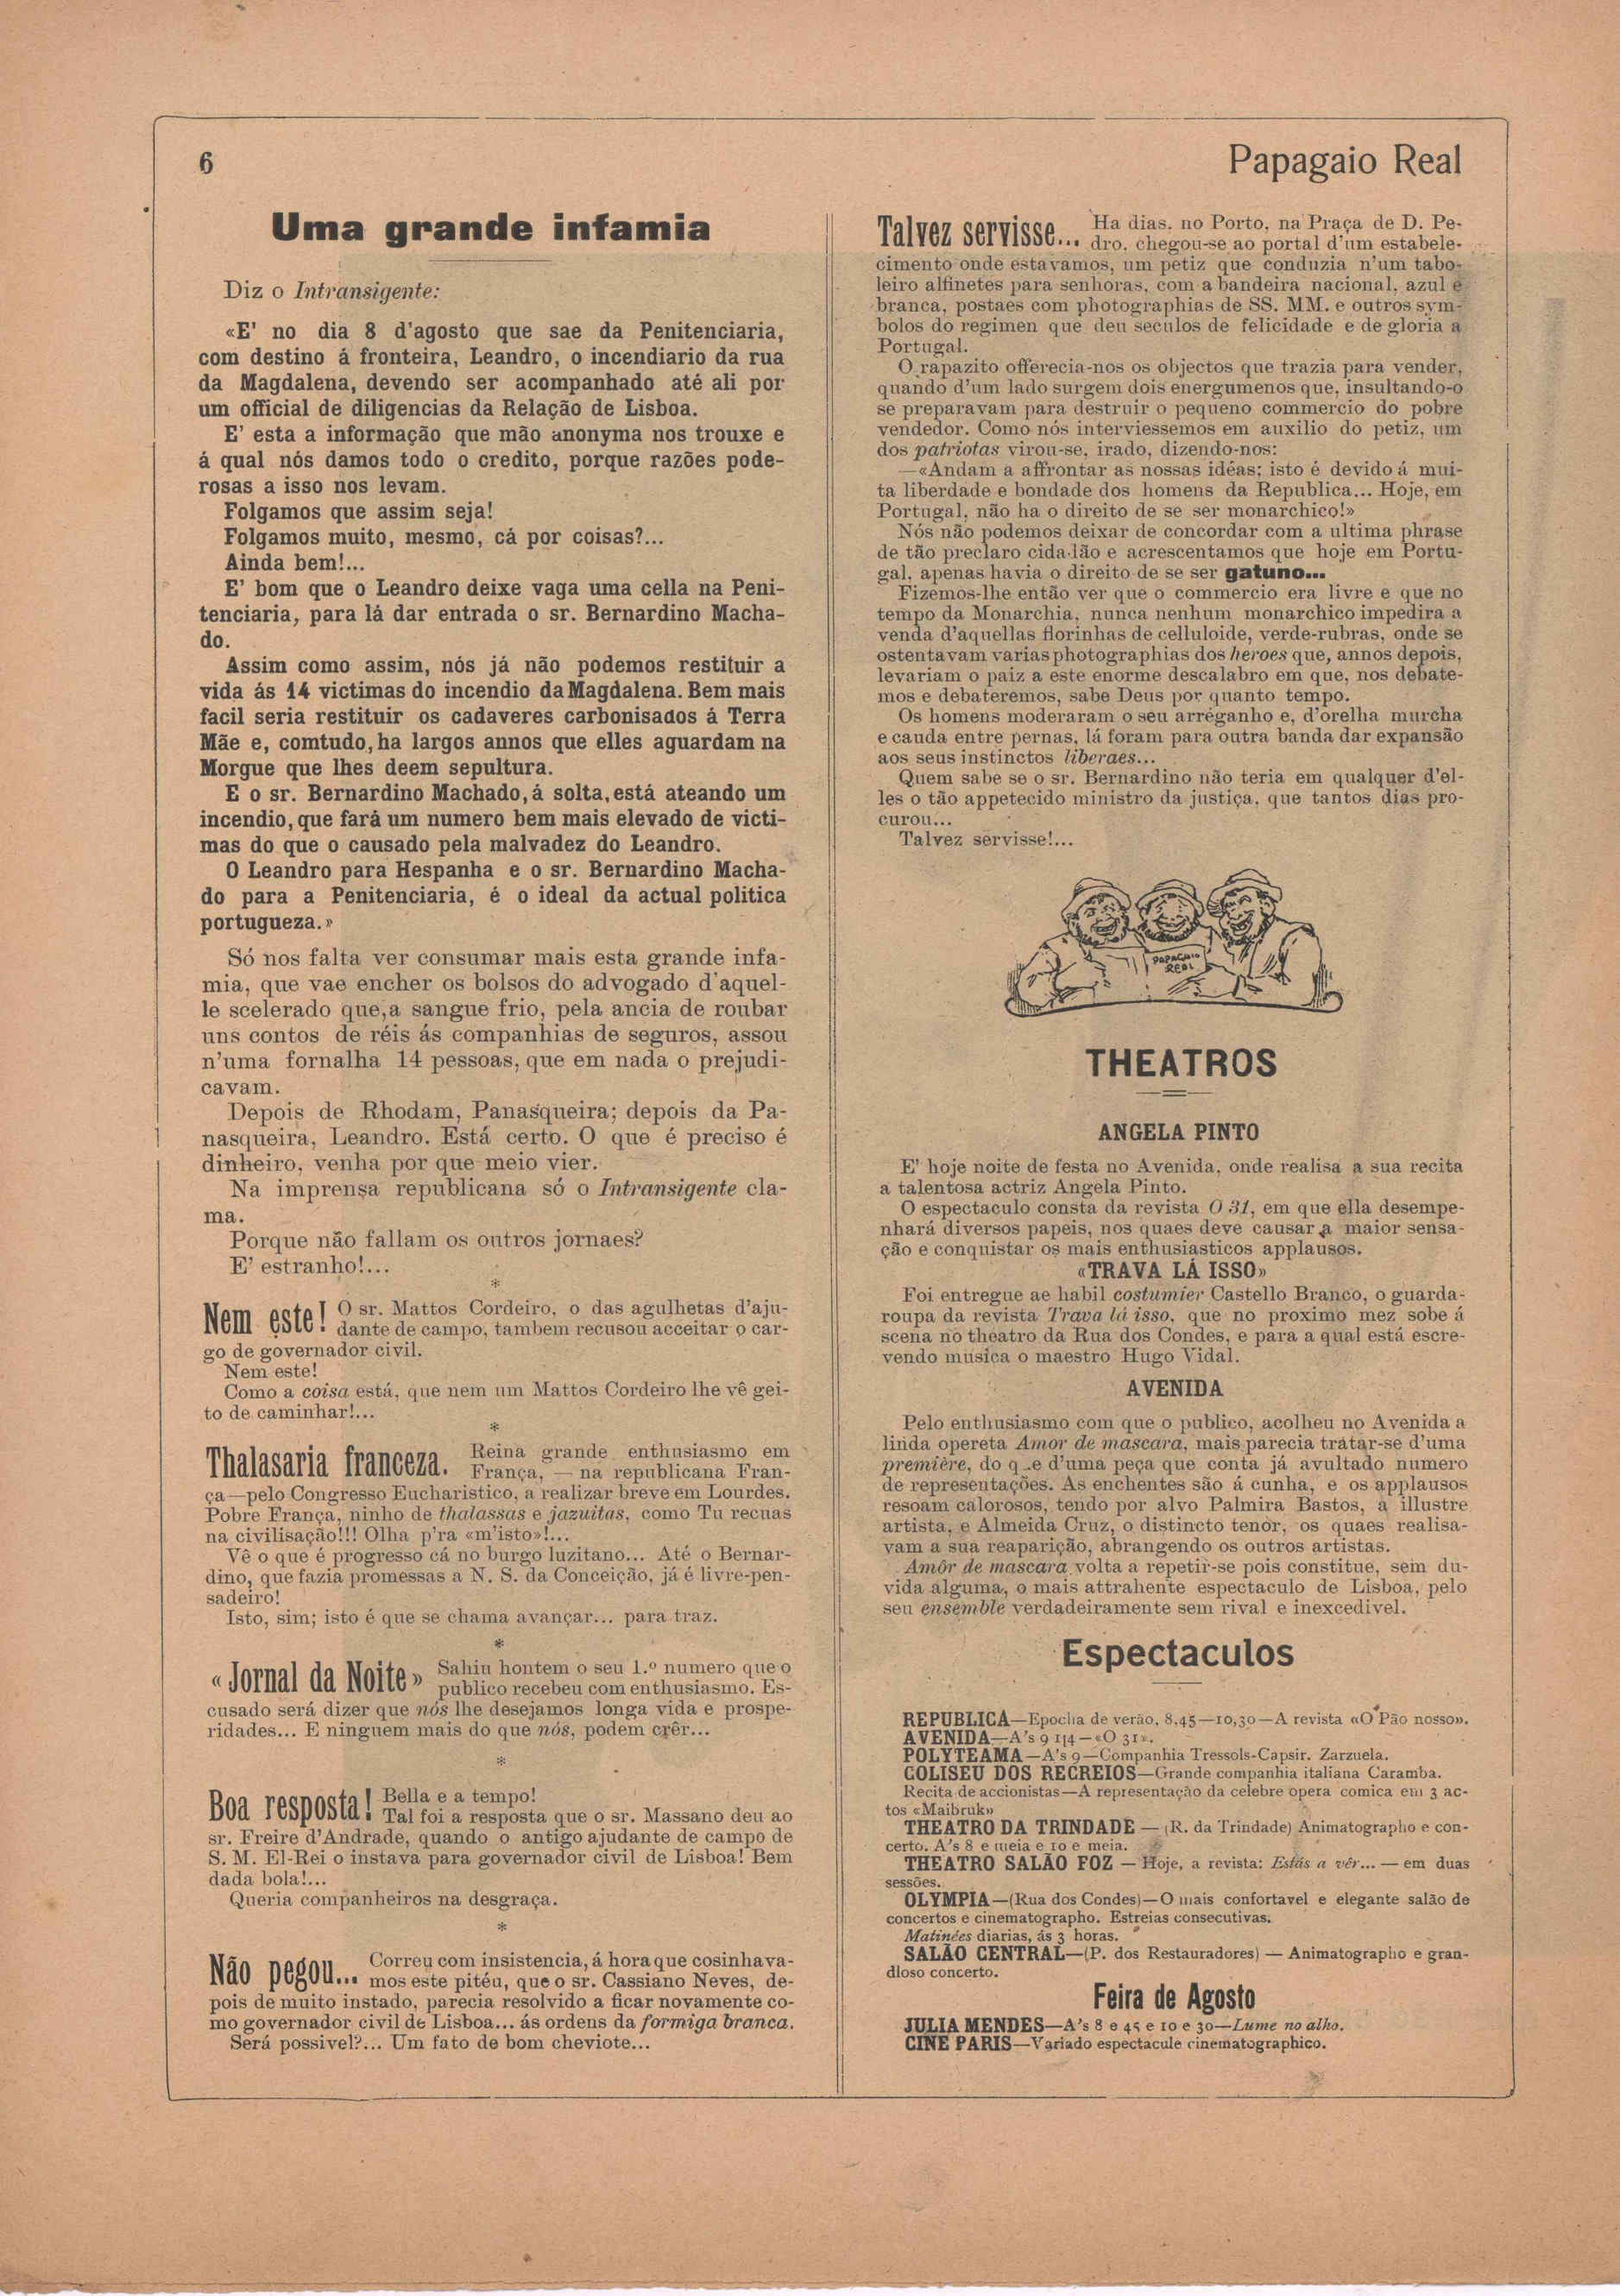 6
Papagaio Real
Uma grande infamia
Diz o Intransigente:
«E' no dia 8 d'agosto que sae da Penitenciaria,
com destino á fronteira, Leandro, o incendiario da rua
da Magdalena, devendo ser acompanhado até ali por
um official de diligencias da Relação de Lisboa.
E' esta a informação que mão anonyma nos trouxe e
á qual nós damos todo o credito, porque razões pode-
rosas a isso nos levam.
Folgamos que assim seja!
Folgamos muito, mesmo, cá por coisas?...
Ainda bem!...
E' bom que o Leandro deixe vaga uma cella na Peni-
tenciaria, para lá dar entrada o sr. Bernardino Macha-
do.
Assim como assim, nós já não podemos restituir a
vida ás 14 victimas do incendio da Magdalena. Bem mais
facil seria restituir os cadaveres carbonisados á Terra
Mãe e, comtudo, ha largos annos que elles aguardam na
Morgue que lhes deem sepultura.
E o sr. Bernardino Machado, á solta, está ateando um
incendio, que fará um numero bem mais elevado de victi-
mas do que o causado pela malvadez do Leandro.
O Leandro para Hespanha e o sr. Bernardino Macha-
do para a Penitenciaria, é o ideal da actual politica
portugueza.»
Só nos falta ver consumar mais esta grande infa-
mia, que vae encher os bolsos do advogado d'aquel-
le scelerado que, a sangue frio, pela ancia de roubar
uns contos de réis ás companhias de seguros, assou
n'uma fornalha 14 pessoas, que em nada o prejudi-
cavam.
Depois de Rhodam, Panasqueira; depois da Pa-
nasqueira, Leandro. Está certo. O que é preciso é
dinheiro, venha por que meio vier.
Na imprensa republicana só o Intransigente cla-
ma.
Porque não fallam os outros jornaes?
E' estranho!...
*
Nem este! O sr. Mattos Cordeiro, o das agulhetas d'aju-
dante de campo, tambem recusou acceitar o car-
go de governador civil.
Nem este!
Como a coisa está, que nem um Mattos Cordeiro lhe vê gei-
to de caminhar!...
*
Thalasaria franceza. Reina grande enthusiasmo em
França, — na republicana Fran-
ça—pelo Congresso Eucharistico, a realizar breve em Lourdes.
Pobre França, ninho de thalassas e jazuitas, como Tu recuas
na civilisação!!! Olha p'ra «m'isto»!...
Vê o que é progresso cá no burgo luzitano... Até o Bernar-
dino, que fazia promessas a N. S. da Conceição, já é livre-pen-
sadeiro!
Isto, sim; isto é que se chama avançar... para traz.
*
«Jornal da Noite» Sahiu hontem o seu 1.º numero que o
publico recebeu com enthusiasmo. Es-
cusado será dizer que nós lhe desejamos longa vida e prospe-
ridades... E ninguem mais do que nós, podem crêr...
*
Boa resposta! Bella e a tempo!
Tal foi a resposta que o sr. Massano deu ao
sr. Freire d'Andrade, quando o antigo ajudante de campo de
S. M. El-Rei o instava para governador civil de Lisboa! Bem
dada bola!...
Queria companheiros na desgraça.
*
Não pegou... Correu com insistencia, á hora que cosinhava-
mos este pitéu, que o sr. Cassiano Neves, de-
pois de muito instado, parecia resolvido a ficar novamente co-
mo governador civil de Lisboa... ás ordens da formiga branca.
Será possivel?... Um fato de bom cheviote...
Talvez servisse... Ha dias, no Porto, na Praça de D. Pe-
dro, chegou-se ao portal d'um estabele-
cimento onde estavamos, um petiz que conduzia n'um tabo-
leiro alfinetes para senhoras, com a bandeira nacional, azul e
branca, postaes com photographias de SS. MM. e outros sym-
bolos do regimen que deu seculos de felicidade e de gloria a
Portugal.
O rapazito offerecia-nos os objectos que trazia para vender,
quando d'um lado surgem dois energumenos que, insultando-o
se preparavam para destruir o pequeno commercio do pobre
vendedor. Como nós interviessemos em auxilio do petiz, um
dos patriotas virou-se, irado, dizendo-nos:
—«Andam a affrontar as nossas idéas; isto é devido á mui-
ta liberdade e bondade dos homens da Republica... Hoje, em
Portugal, não ha o direito de se ser monarchico!»
Nós não podemos deixar de concordar com a ultima phrase
de tão preclaro cidadão e acrescentamos que hoje em Portu-
gal, apenas havia o direito de se ser gatuno...
Fizemos-lhe então ver que o commercio era livre e que no
tempo da Monarchia, nunca nenhum monarchico impedira a
venda d'aquellas florinhas de celluloide, verde-rubras, onde se
ostentavam varias photographias dos heroes que, annos depois,
levariam o paiz a este enorme descalabro em que, nos debate-
mos e debateremos, sabe Deus por quanto tempo.
Os homens moderaram o seu arreganho e, d'orelha murcha
e cauda entre pernas, lá foram para outra banda dar expansão
aos seus instinctos liberaes...
Quem sabe se o sr. Bernardino não teria em qualquer d'el-
les o tão appetecido ministro da justiça, que tantos dias pro-
curou...
Talvez servisse!...
PAPAGAIO
REAL
THEATROS
ANGELA PINTO
E' hoje noite de festa no Avenida, onde realisa a sua recita
a talentosa actriz Angela Pinto.
O espectaculo consta da revista O 31, em que ella desempe-
nhará diversos papeis, nos quaes deve causar a maior sensa-
ção e conquistar os mais enthusiasticos applausos.
«TRAVA LÁ ISSO»
Foi entregue ae habil costumier Castello Branco, o guarda-
roupa da revista Trava lá isso, que no proximo mez sobe á
scena no theatro da Rua dos Condes, e para a qual está escre-
vendo musica o maestro Hugo Vidal.
AVENIDA
Pelo enthusiasmo com que o publico, acolheu no Avenida a
linda opereta Amor de mascara, mais parecia tratar-se d'uma
première, do q e d'uma peça que conta já avultado numero
de representações. As enchentes são á cunha, e os applausos
resoam calorosos, tendo por alvo Palmira Bastos, a illustre
artista, e Almeida Cruz, o distincto tenor, os quaes realisa-
vam a sua reaparição, abrangendo os outros artistas.
Amôr de mascara volta a repetir-se pois constitue, sem du-
vida alguma, o mais attrahente espectaculo de Lisboa, pelo
seu ensemble verdadeiramente sem rival e inexcedivel.
Espectaculos
REPUBLICA—Epocha de verão, 8,45—10,30—A revista «O Pão nosso».
AVENIDA—A's 9 1|4—«O 31».
POLYTEAMA—A's 9—Companhia Tressols-Capsir. Zarzuela.
COLISEU DOS RECREIOS—Grande companhia italiana Caramba.
Recita de accionistas—A representação da celebre opera comica em 3 ac-
tos «Maibruk»
THEATRO DA TRINDADE — (R. da Trindade) Animatographo e con-
certo. A's 8 e meia e 10 e meia.
THEATRO SALÃO FOZ — Hoje, a revista: Estás a vêr... — em duas
sessões.
OLYMPIA—(Rua dos Condes)—O mais confortavel e elegante salão de
concertos e cinematographo. Estreias consecutivas.
Matinées diarias, ás 3 horas.
SALÃO CENTRAL—(P. dos Restauradores) — Animatographo e gran-
dioso concerto.
Feira de Agosto
JULIA MENDES—A's 8 e 45 e 10 e 30—Lume no alho.
CINE PARIS—Variado espectacule cinematographico.